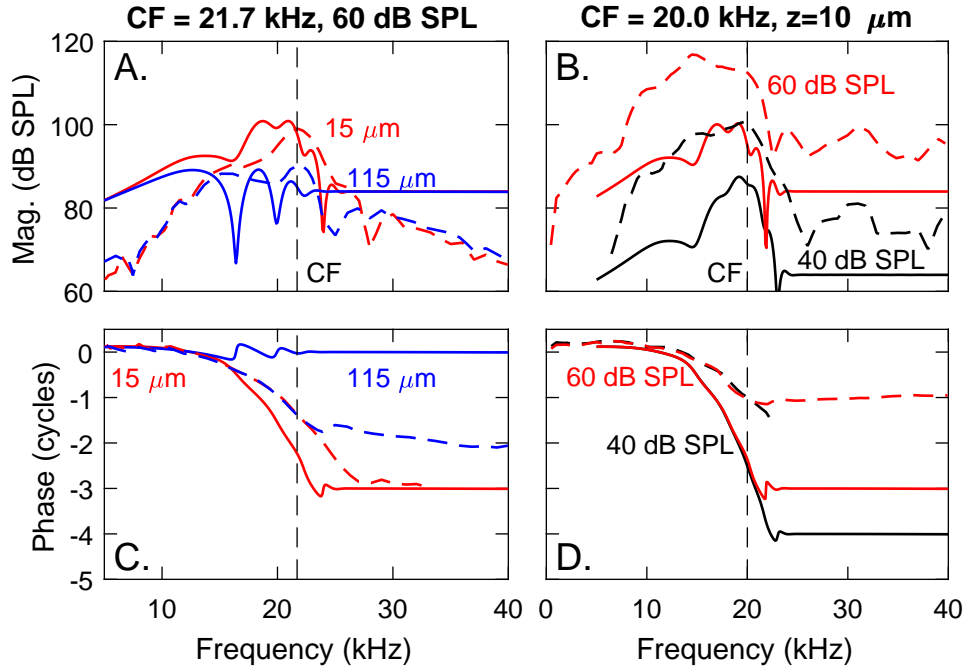 CF = 21.7 kHz, 60 dB SPL
CF = 20.0 kHz, z=10 μm
120
100
80
60
Mag. (dB SPL)
A.
15 μm
115 μm
CF
B.
60 dB SPL
40 dB SPL
CF
0
-1
-2
-3
-4
-5
Phase (cycles)
15 μm
115 μm
C.
60 dB SPL
40 dB SPL
D.
10 20 30 40
0 10 20 30 40
Frequency (kHz)
Frequency (kHz)